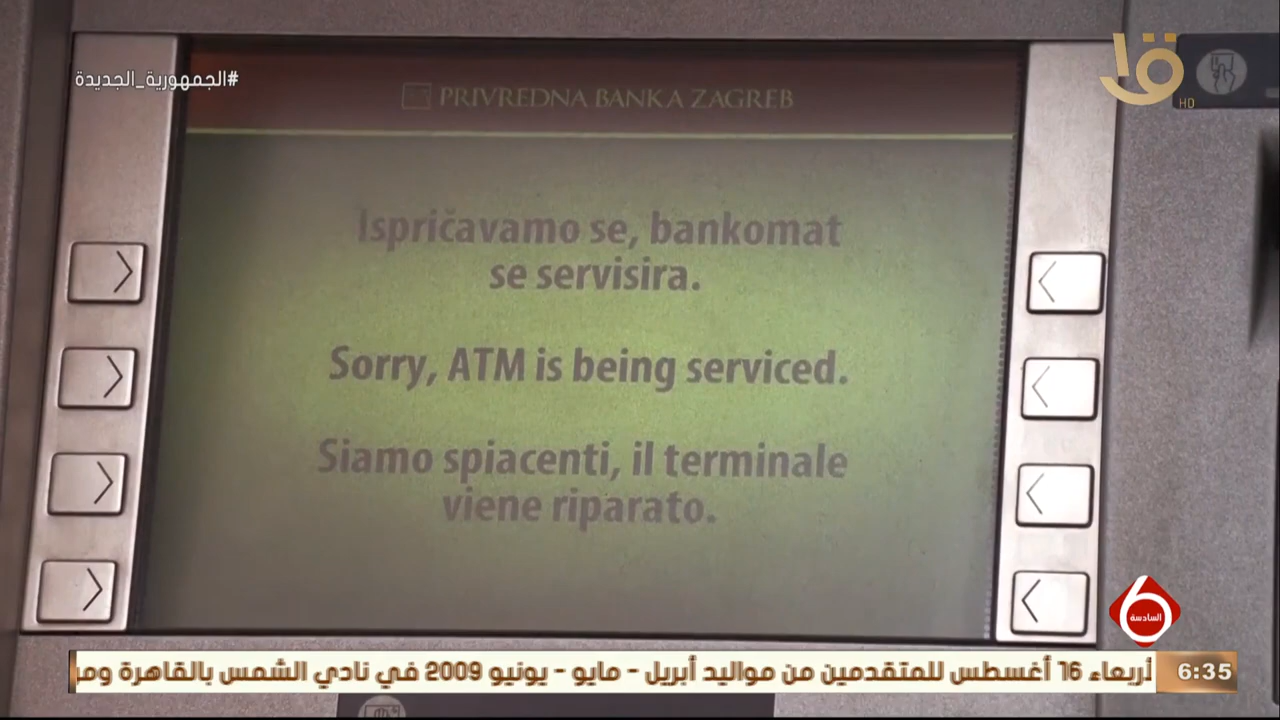 #الجمهورية_الجديدة
HD
PRIVREDNA BANKA ZAGREB
Ispričavamo se, bankomat
se servisira.
Sorry, ATM is being serviced.
Siamo spiacenti, il terminale
viene riparato.
6
السادسة
6:35
أربعاء 16 أغسطس للمتقدمين من مواليد أبريل - مايو - يونيو 2009 في نادي الشمس بالقاهرة